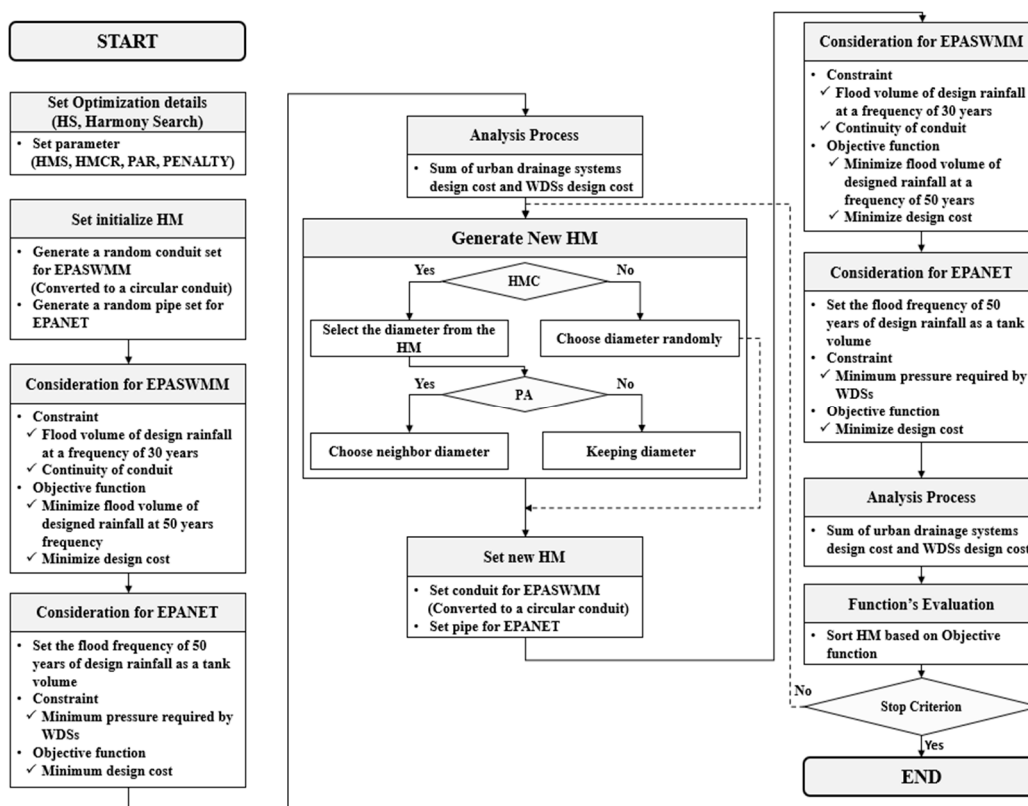 START
Set Optimization details
(HS, Harmony Search)
• Set parameter
(HMS, HMCR, PAR, PENALTY)
Set initialize HM
• Generate a random conduit set
for EPASWMM
(Converted to a circular conduit)
• Generate a random pipe set for
EPANET
Consideration for EPASWMM
• Constraint
✓ Flood volume of design rainfall
at a frequency of 30 years
✓ Continuity of conduit
• Objective function
✓ Minimize flood volume of
designed rainfall at 50 years
frequency
✓ Minimize design cost
Consideration for EPANET
• Set the flood frequency of 50
years of design rainfall as a tank
volume
• Constraint
✓ Minimum pressure required by
WDSs
• Objective function
✓ Minimum design cost
Analysis Process
• Sum of urban drainage systems
design cost and WDSs design cost
Generate New HM
Yes
HMC
No
Select the diameter from the
HM
Choose diameter randomly
Yes
PA
No
Choose neighbor diameter
Keeping diameter
Set new HM
• Set conduit for EPASWMM
(Converted to a circular conduit)
• Set pipe for EPANET
Consideration for EPASWMM
• Constraint
✓ Flood volume of design rainfall
at a frequency of 30 years
✓ Continuity of conduit
• Objective function
✓ Minimize flood volume of
designed rainfall at a
frequency of 50 years
✓ Minimize design cost
Consideration for EPANET
• Set the flood frequency of 50
years of design rainfall as a tank
volume
• Constraint
✓ Minimum pressure required by
WDSs
• Objective function
✓ Minimize design cost
Analysis Process
• Sum of urban drainage systems
design cost and WDSs design cost
Function's Evaluation
• Sort HM based on Objective
function
No
Stop Criterion
Yes
END